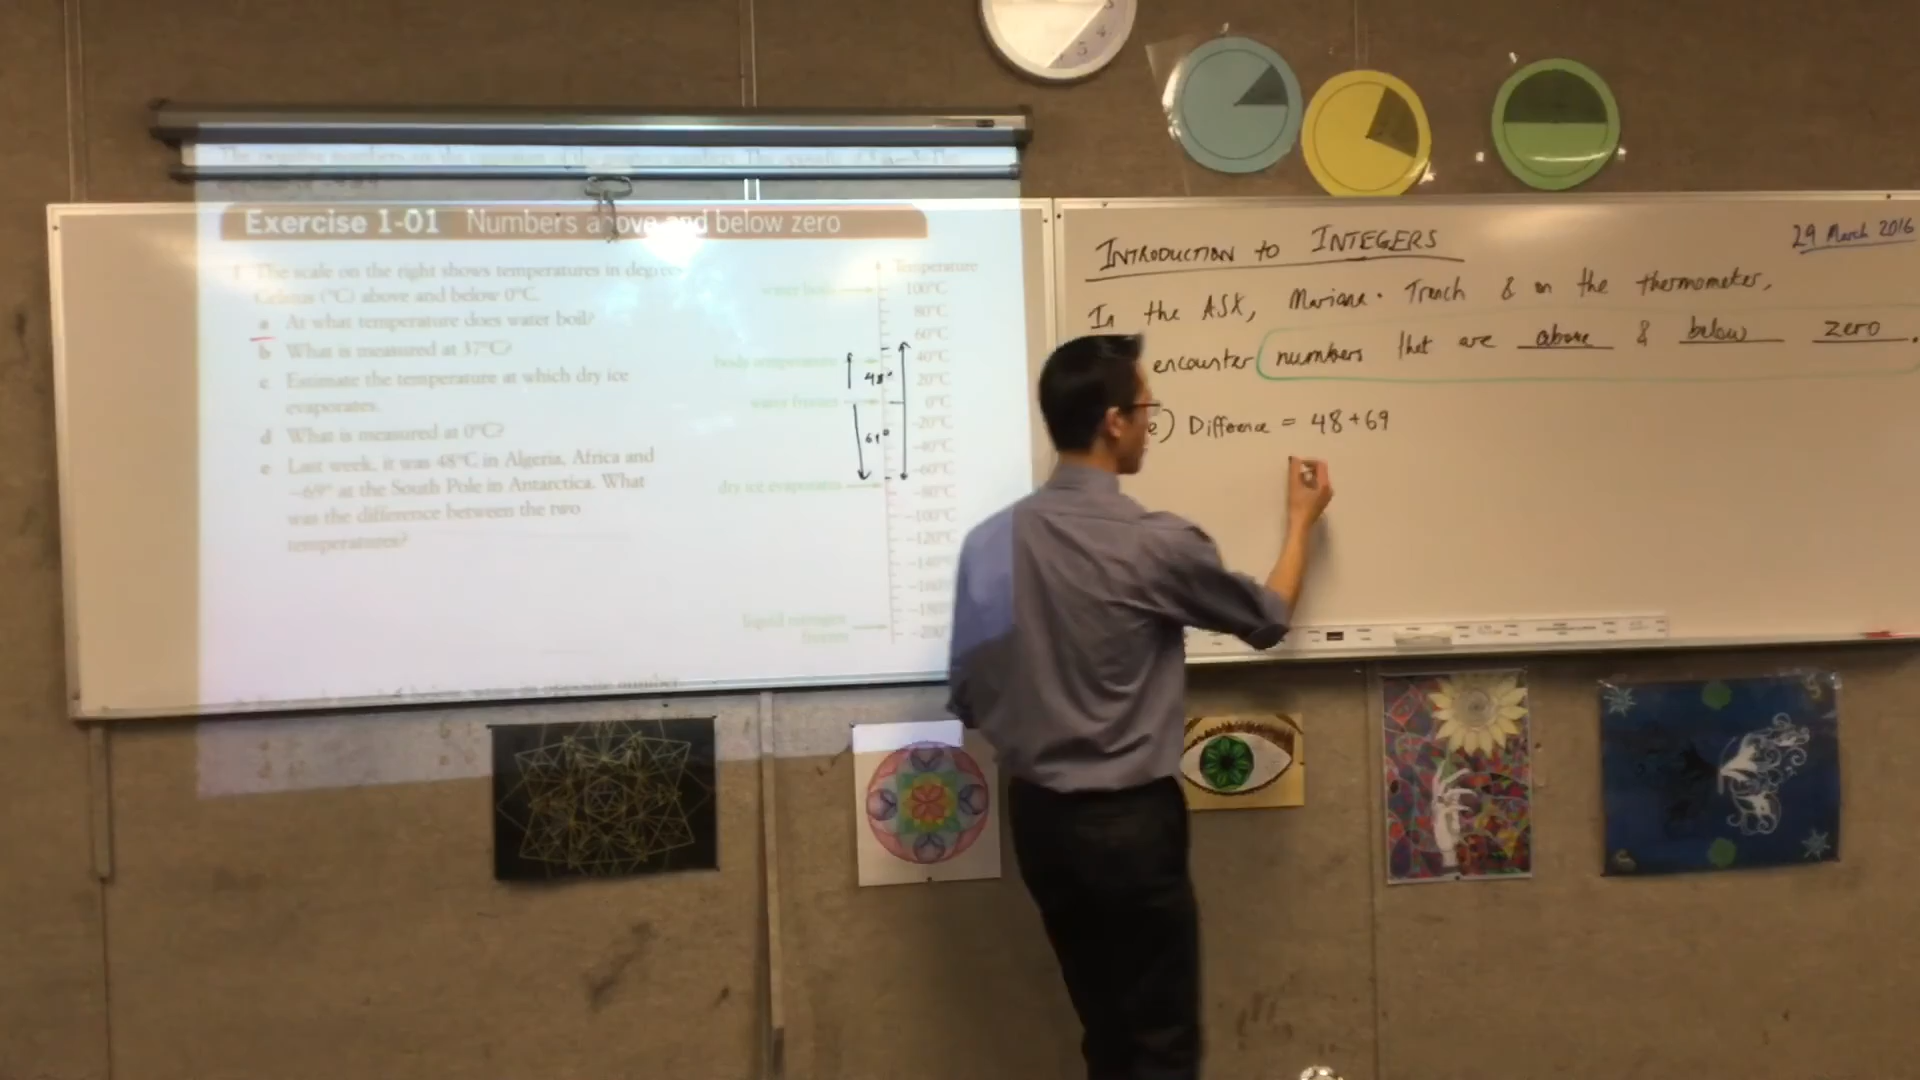 Exercise 1-01 Numbers above and below zero
1 The scale on the right shows temperatures in degrees
Celsius (°C) above and below 0°C.
a At what temperature does water boil?
b What is measured at 37°C?
c Estimate the temperature at which dry ice
evaporates.
d What is measured at 0°C?
e Last week, it was 48°C in Algeria, Africa and
-69° at the South Pole in Antarctica. What
was the difference between the two
temperatures?
Temperature
water boils
100°C
80°C
60°C
body temperature
40°C
48°
20°C
water freezes
0°C
-20°C
69°
-40°C
-60°C
dry ice evaporates
-80°C
-100°C
-120°C
-140°C
-160°
-180°
liquid nitrogen
freezes
-200°
INTRODUCTION to INTEGERS
29 March 2016
In the ASX, Mariana Trench & on the thermometer,
encounter numbers that are above & below zero.
e) Difference = 48+69